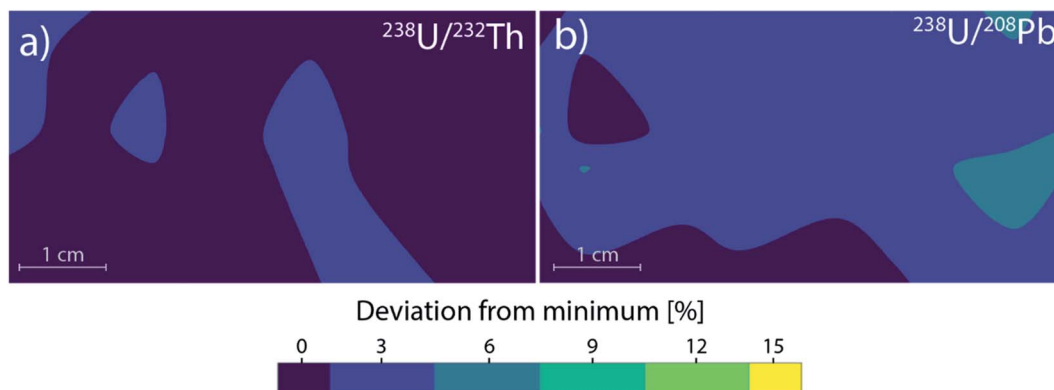 a)
²³⁸U/²³²Th
1 cm
b)
²³⁸U/²⁰⁸Pb
1 cm
Deviation from minimum [%]
0 3 6 9 12 15